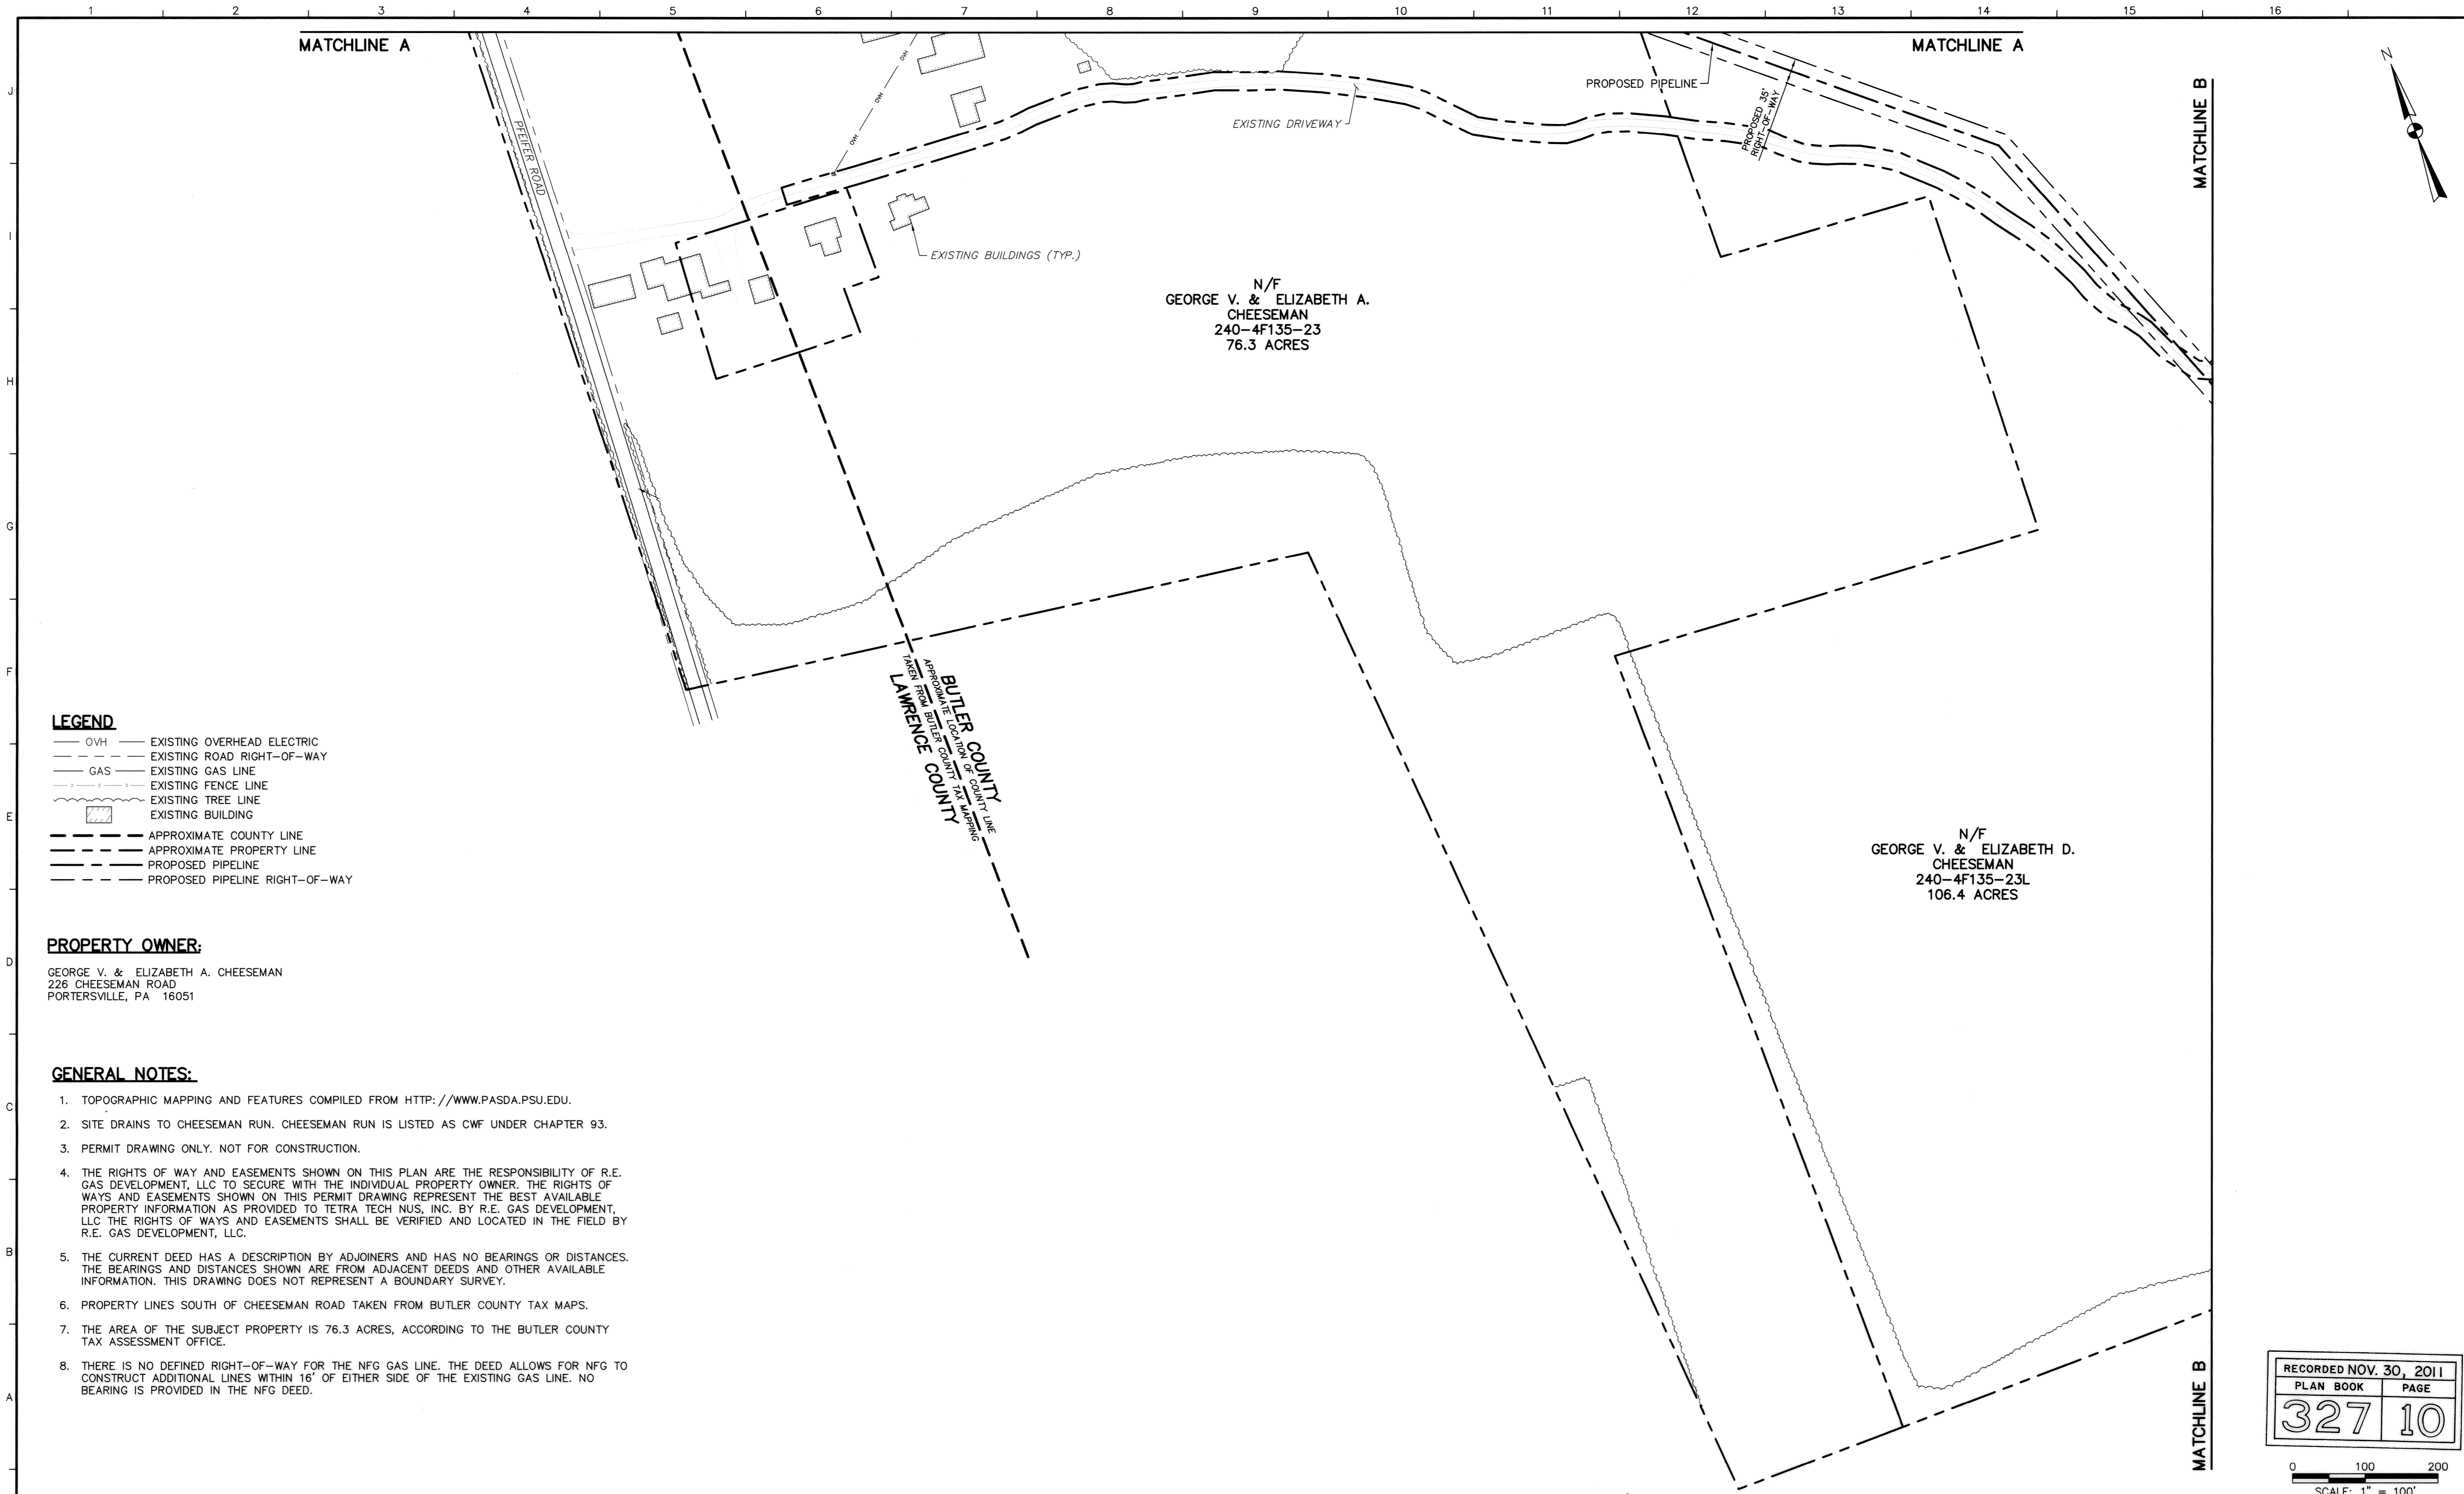 1 2 3 4 5 6 7 8 9 10 11 12 13 14 15 16
MATCHLINE A
MATCHLINE A
J
I
H
G
F
E
D
C
B
A
MATCHLINE B
N
PFEIFER ROAD
OVH
OVH
OVH
EXISTING DRIVEWAY
PROPOSED PIPELINE
PROPOSED 35'
RIGHT-OF-WAY
EXISTING BUILDINGS (TYP.)
N/F
GEORGE V. & ELIZABETH A.
CHEESEMAN
240-4F135-23
76.3 ACRES
BUTLER COUNTY
APPROXIMATE LOCATION OF COUNTY LINE
TAKEN FROM BUTLER COUNTY TAX MAPPING
LAWRENCE COUNTY
N/F
GEORGE V. & ELIZABETH D.
CHEESEMAN
240-4F135-23L
106.4 ACRES
LEGEND
OVH EXISTING OVERHEAD ELECTRIC
EXISTING ROAD RIGHT-OF-WAY
GAS EXISTING GAS LINE
x x x EXISTING FENCE LINE
EXISTING TREE LINE
EXISTING BUILDING
APPROXIMATE COUNTY LINE
APPROXIMATE PROPERTY LINE
PROPOSED PIPELINE
PROPOSED PIPELINE RIGHT-OF-WAY
PROPERTY OWNER:
GEORGE V. & ELIZABETH A. CHEESEMAN
226 CHEESEMAN ROAD
PORTERSVILLE, PA 16051
GENERAL NOTES:
1. TOPOGRAPHIC MAPPING AND FEATURES COMPILED FROM HTTP://WWW.PASDA.PSU.EDU.
2. SITE DRAINS TO CHEESEMAN RUN. CHEESEMAN RUN IS LISTED AS CWF UNDER CHAPTER 93.
3. PERMIT DRAWING ONLY. NOT FOR CONSTRUCTION.
4. THE RIGHTS OF WAY AND EASEMENTS SHOWN ON THIS PLAN ARE THE RESPONSIBILITY OF R.E.
GAS DEVELOPMENT, LLC TO SECURE WITH THE INDIVIDUAL PROPERTY OWNER. THE RIGHTS OF
WAYS AND EASEMENTS SHOWN ON THIS PERMIT DRAWING REPRESENT THE BEST AVAILABLE
PROPERTY INFORMATION AS PROVIDED TO TETRA TECH NUS, INC. BY R.E. GAS DEVELOPMENT,
LLC THE RIGHTS OF WAYS AND EASEMENTS SHALL BE VERIFIED AND LOCATED IN THE FIELD BY
R.E. GAS DEVELOPMENT, LLC.
5. THE CURRENT DEED HAS A DESCRIPTION BY ADJOINERS AND HAS NO BEARINGS OR DISTANCES.
THE BEARINGS AND DISTANCES SHOWN ARE FROM ADJACENT DEEDS AND OTHER AVAILABLE
INFORMATION. THIS DRAWING DOES NOT REPRESENT A BOUNDARY SURVEY.
6. PROPERTY LINES SOUTH OF CHEESEMAN ROAD TAKEN FROM BUTLER COUNTY TAX MAPS.
7. THE AREA OF THE SUBJECT PROPERTY IS 76.3 ACRES, ACCORDING TO THE BUTLER COUNTY
TAX ASSESSMENT OFFICE.
8. THERE IS NO DEFINED RIGHT-OF-WAY FOR THE NFG GAS LINE. THE DEED ALLOWS FOR NFG TO
CONSTRUCT ADDITIONAL LINES WITHIN 16' OF EITHER SIDE OF THE EXISTING GAS LINE. NO
BEARING IS PROVIDED IN THE NFG DEED.
MATCHLINE B
RECORDED NOV. 30, 2011
PLAN BOOK PAGE
327 10
0 100 200
SCALE: 1" = 100'